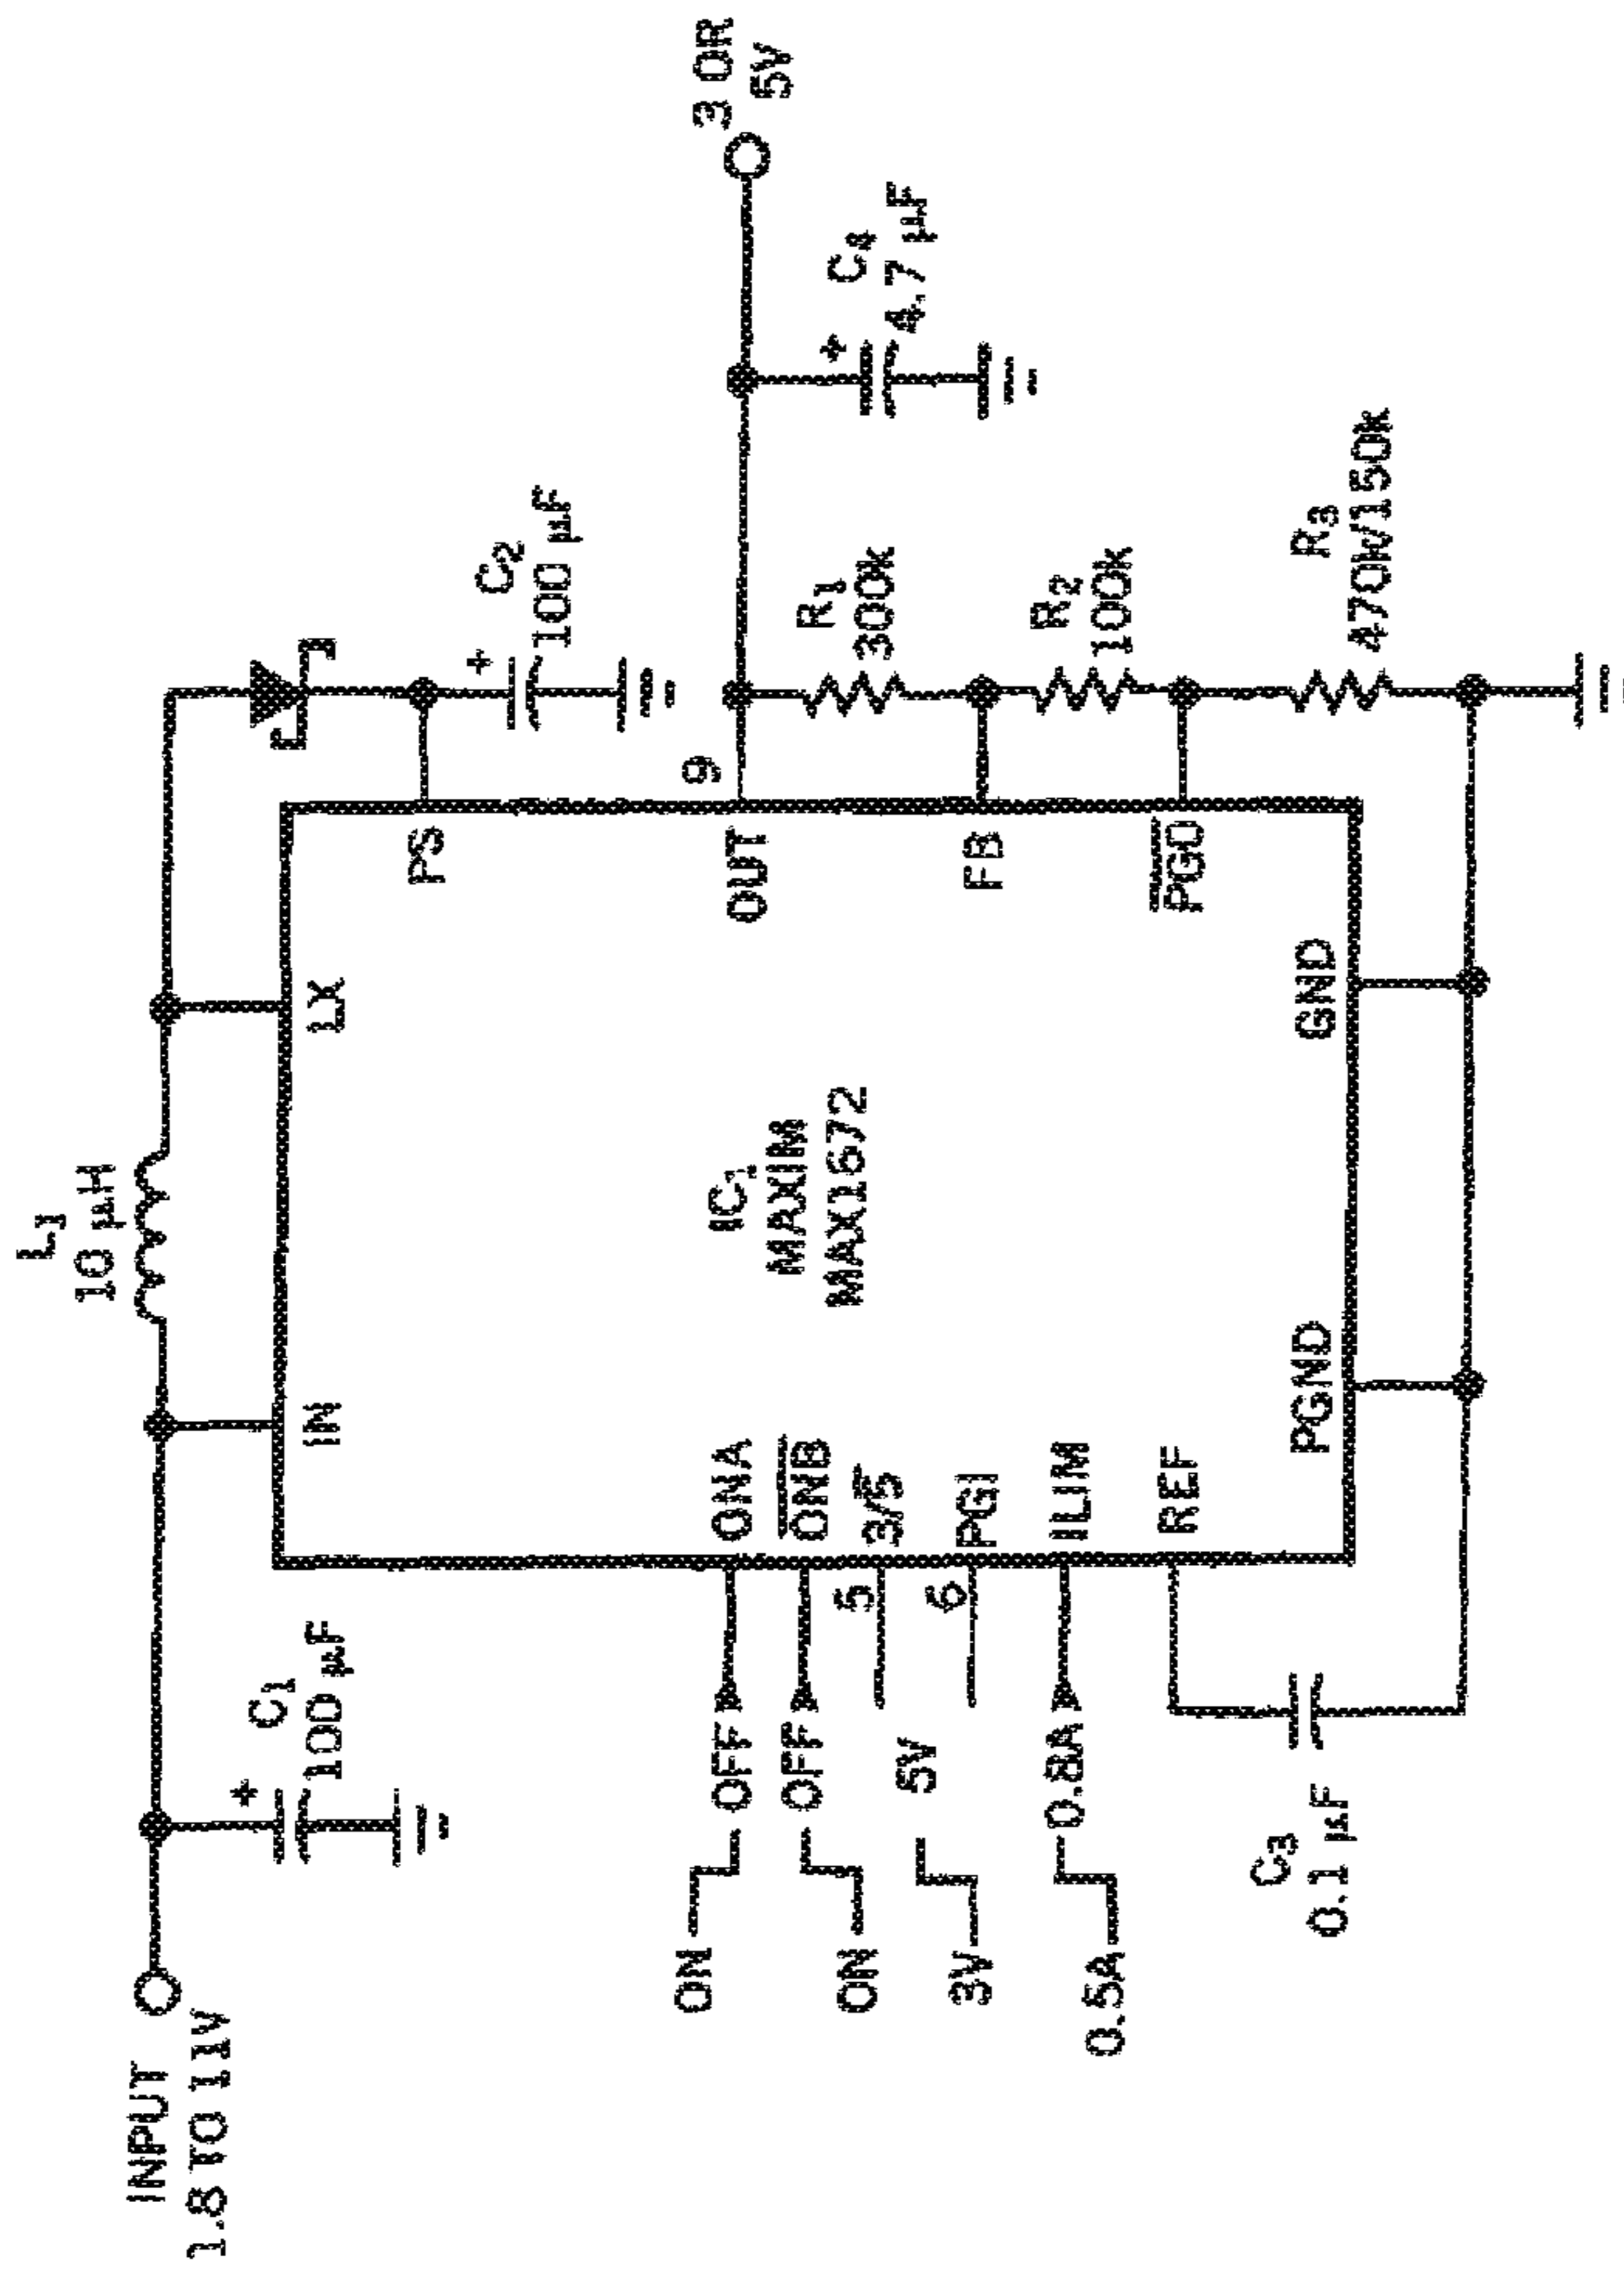 L₁
10 µH
INPUT
1.8 TO 11V
C₁
100 µF
IN
LX
PS
C₂
100 µF
ON
OFF
ONA
IC₁
MAXIM
MAX1672
OUT
9
3 OR
5V
ON
OFF
O̅N̅B̅
5
3/5̅
C₄
4.7 µF
R₁
300k
3V
5V
6
PGI
FB
R₂
100k
0.5A
0.8A
ILIM
REF
P̅G̅O̅
C₃
0.1 µF
PGND
GND
R₃
470k/150k